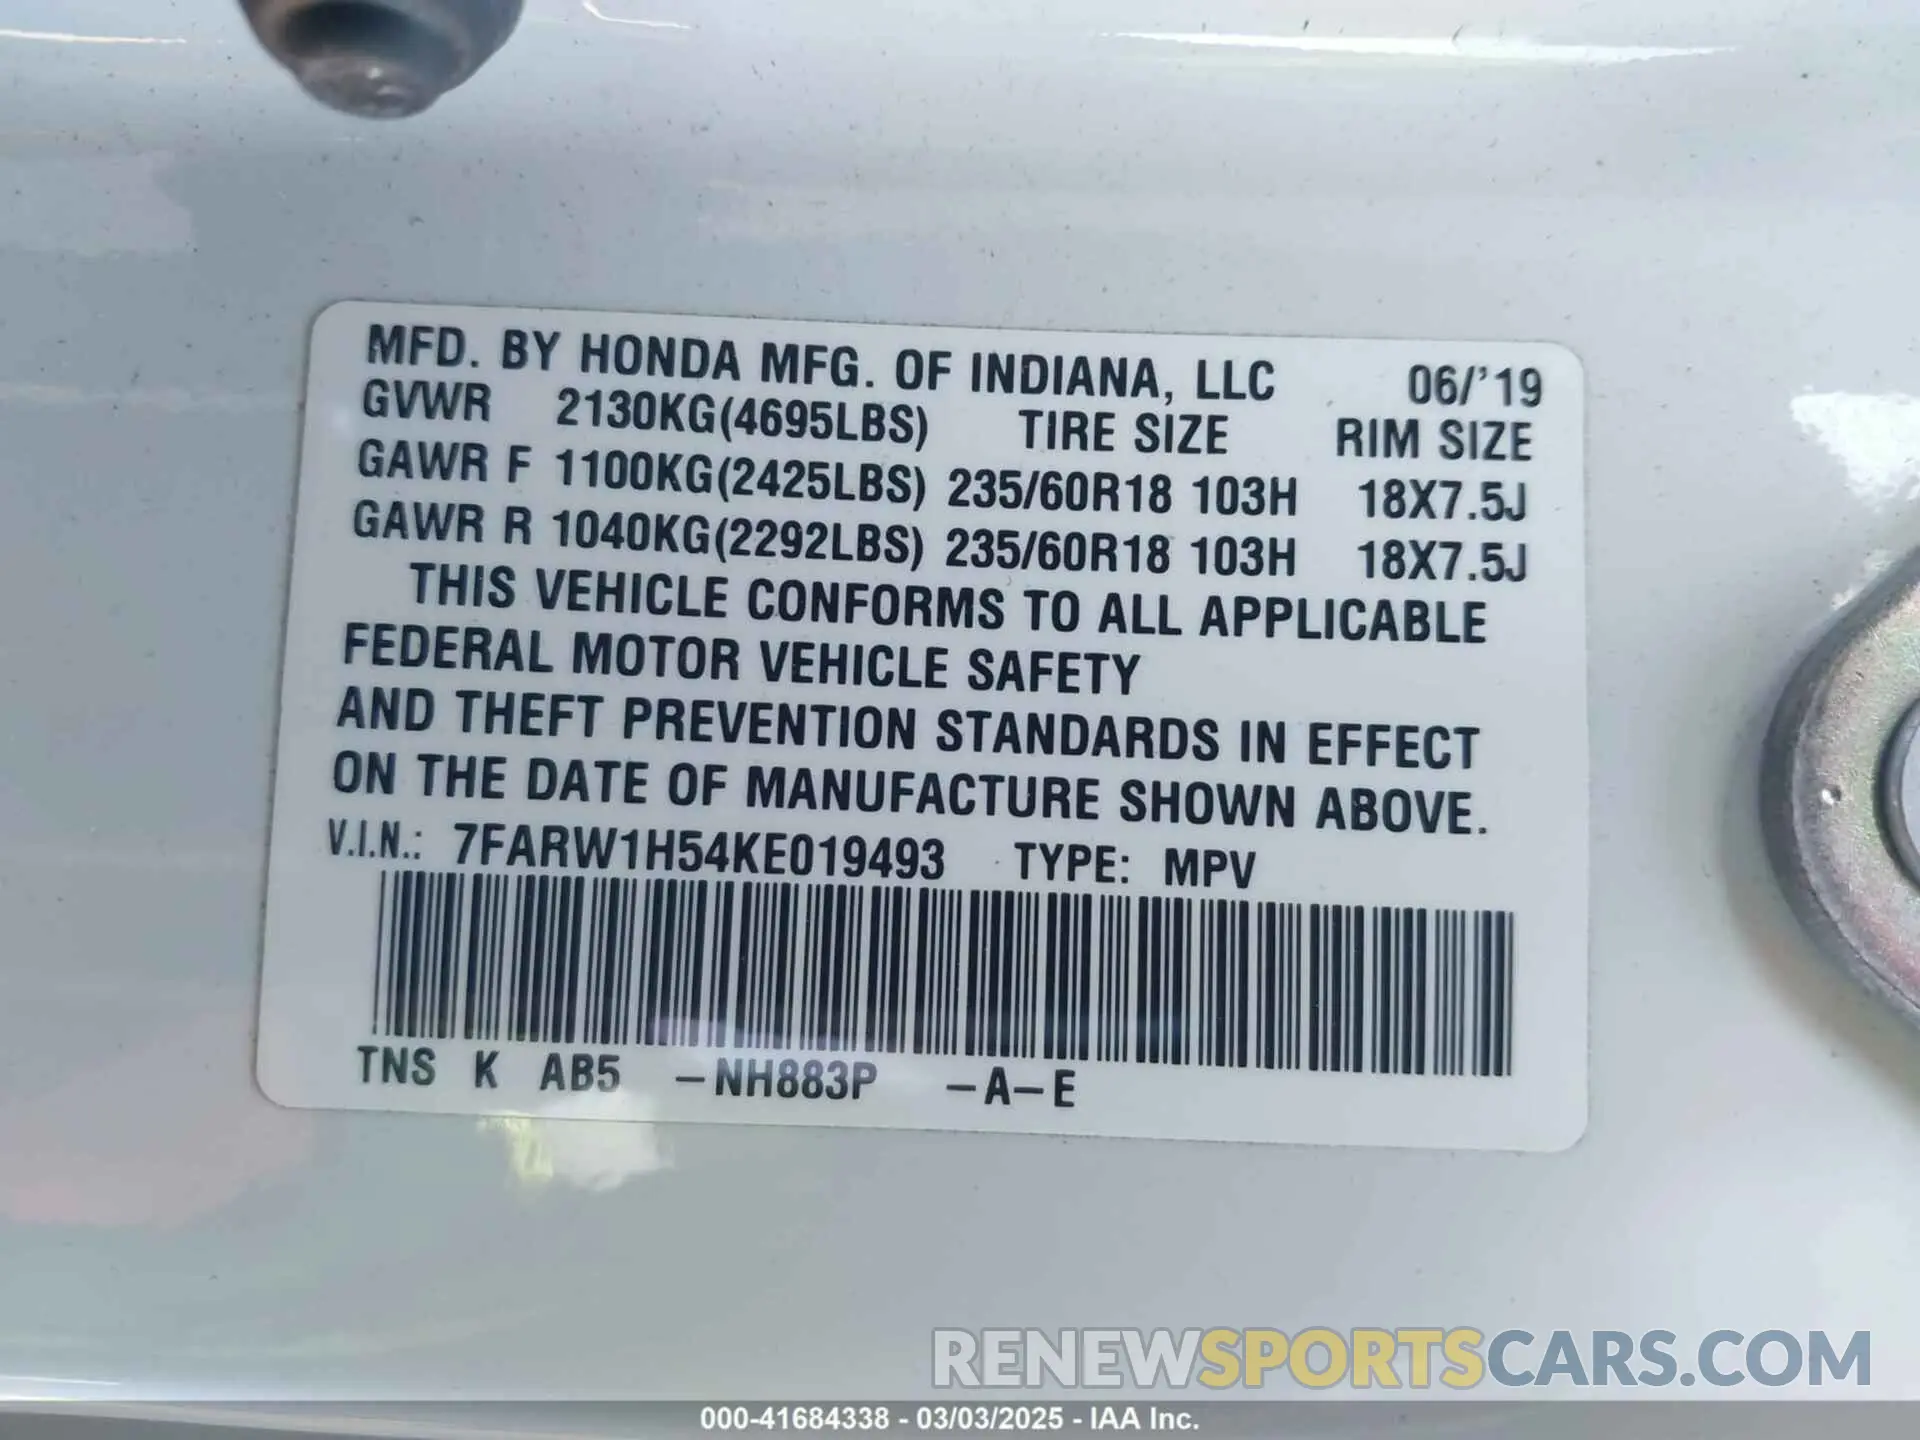 MFD. BY HONDA MFG. OF INDIANA, LLC 06/'19
GVWR 2130KG(4695LBS) TIRE SIZE RIM SIZE
GAWR F 1100KG(2425LBS) 235/60R18 103H 18X7.5J
GAWR R 1040KG(2292LBS) 235/60R18 103H 18X7.5J
THIS VEHICLE CONFORMS TO ALL APPLICABLE
FEDERAL MOTOR VEHICLE SAFETY
AND THEFT PREVENTION STANDARDS IN EFFECT
ON THE DATE OF MANUFACTURE SHOWN ABOVE.
V.I.N.: 7FARW1H54KE019493 TYPE: MPV
TNS K AB5 -NH883P -A-E
RENEWSPORTSCARS.COM
000-41684338 - 03/03/2025 - IAA Inc.